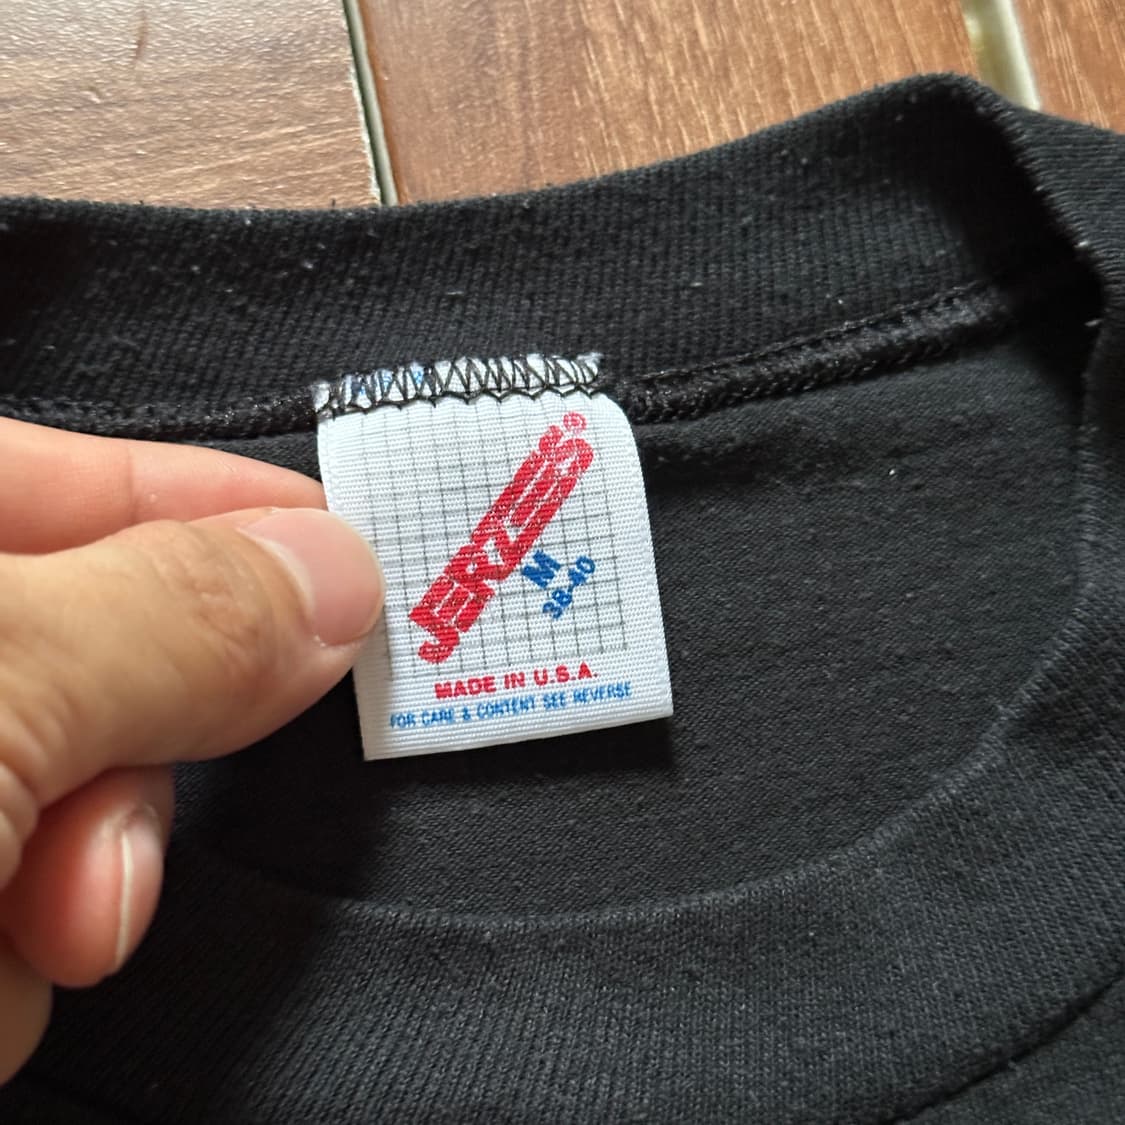 JERZEES®
M
38-40
MADE IN U.S.A.
FOR CARE & CONTENT SEE REVERSE